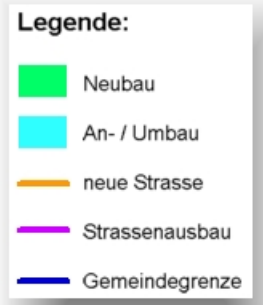 Legende:
Neubau
An- / Umbau
neue Strasse
Strassenausbau
Gemeindegrenze